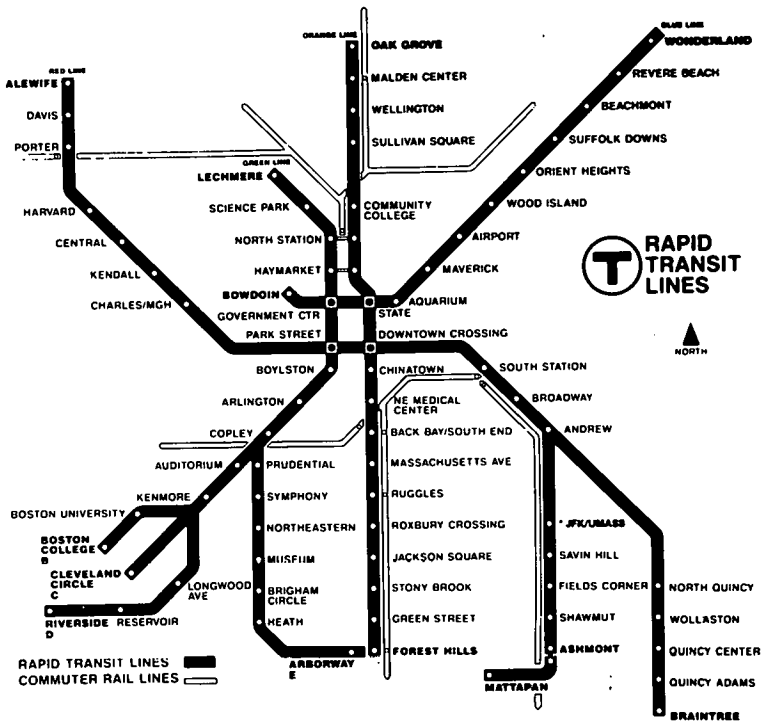 ORANGE LINE
BLUE LINE
OAK GROVE
WONDERLAND
RED LINE
ALEWIFE
MALDEN CENTER
REVERE BEACH
DAVIS
WELLINGTON
BEACHMONT
PORTER
SULLIVAN SQUARE
SUFFOLK DOWNS
GREEN LINE
LECHMERE
ORIENT HEIGHTS
HARVARD
SCIENCE PARK
COMMUNITY
COLLEGE
WOOD ISLAND
CENTRAL
NORTH STATION
AIRPORT
T
RAPID
TRANSIT
LINES
KENDALL
HAYMARKET
MAVERICK
CHARLES/MGH
BOWDOIN
GOVERNMENT CTR
STATE
AQUARIUM
PARK STREET
DOWNTOWN CROSSING
NORTH
BOYLSTON
CHINATOWN
SOUTH STATION
ARLINGTON
NE MEDICAL
CENTER
BROADWAY
COPLEY
BACK BAY/SOUTH END
ANDREW
AUDITORIUM
PRUDENTIAL
MASSACHUSETTS AVE
KENMORE
SYMPHONY
RUGGLES
BOSTON UNIVERSITY
NORTHEASTERN
ROXBURY CROSSING
* JFK/UMASS
BOSTON
COLLEGE
B
MUSEUM
JACKSON SQUARE
SAVIN HILL
CLEVELAND
CIRCLE
C
LONGWOOD
AVE
BRIGHAM
CIRCLE
STONY BROOK
FIELDS CORNER
NORTH QUINCY
RIVERSIDE
D
RESERVOIR
HEATH
GREEN STREET
SHAWMUT
WOLLASTON
ARBORWAY
E
FOREST HILLS
ASHMONT
QUINCY CENTER
RAPID TRANSIT LINES
COMMUTER RAIL LINES
MATTAPAN
QUINCY ADAMS
BRAINTREE